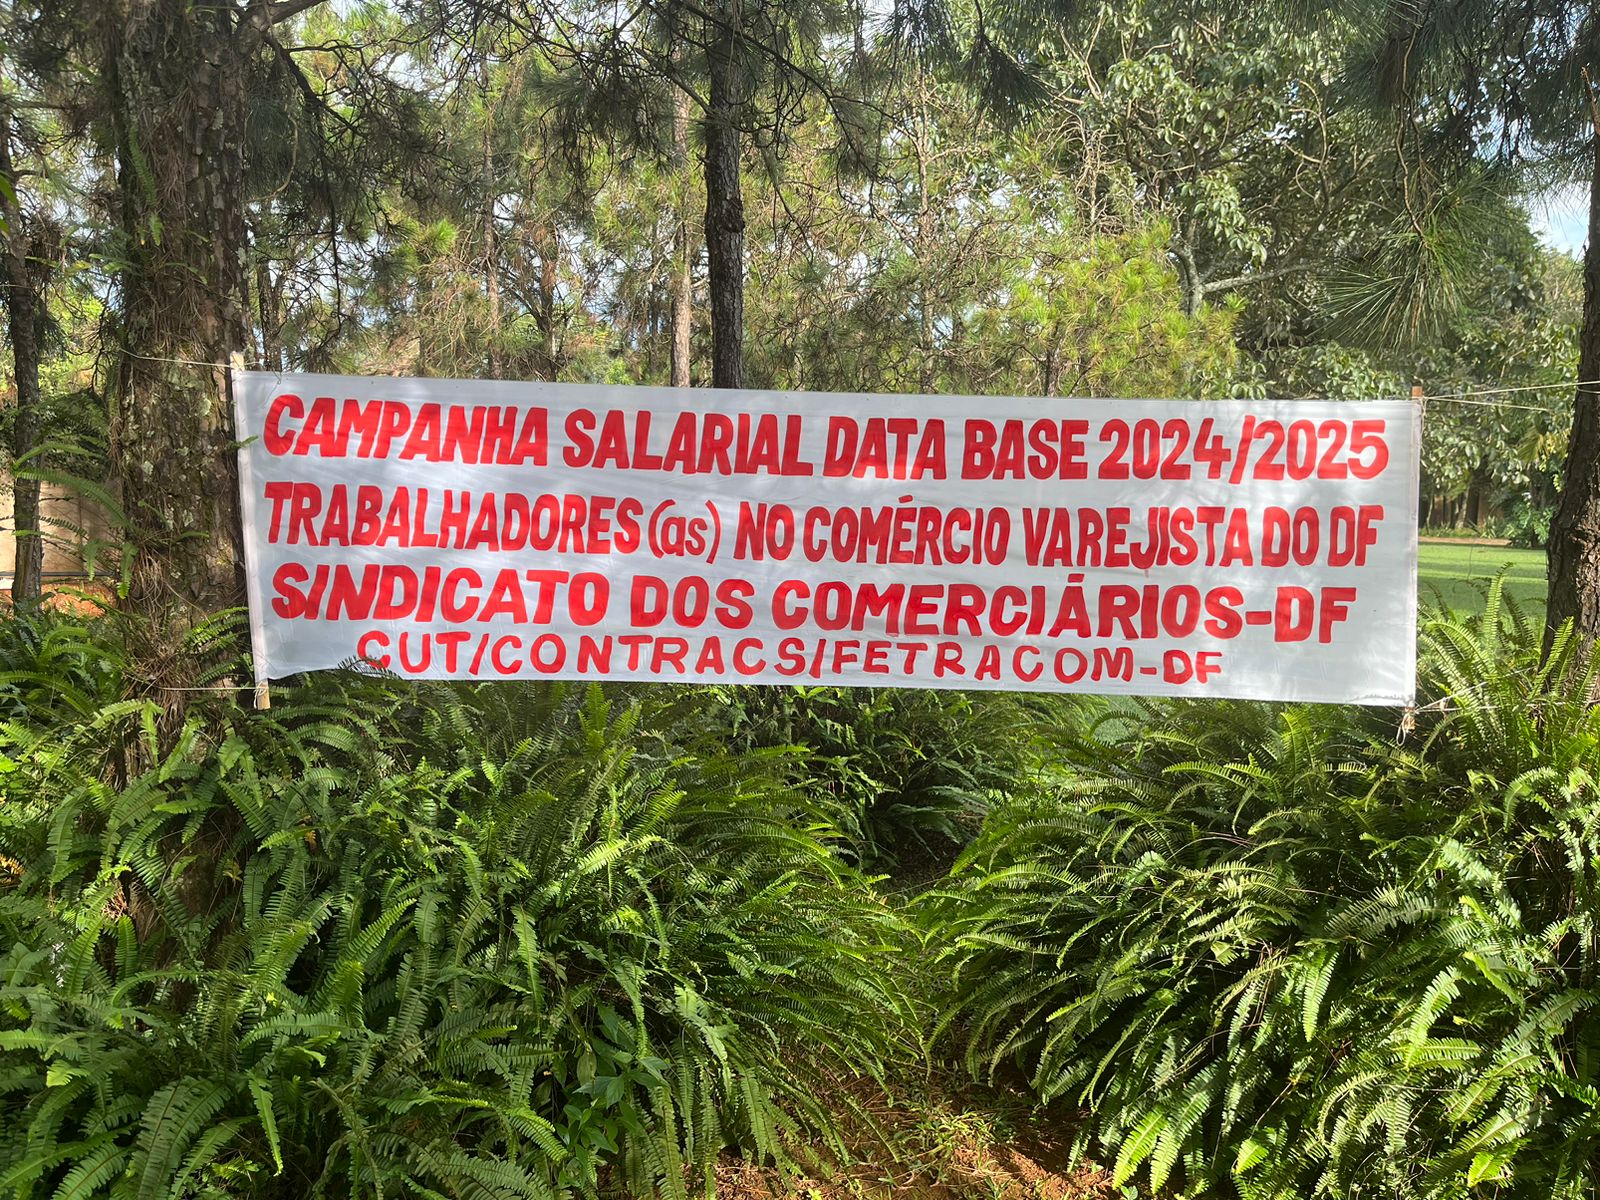 CAMPANHA SALARIAL DATA BASE 2024/2025
TRABALHADORES(as) NO COMÉRCIO VAREJISTA DO DF
SINDICATO DOS COMERCIÁRIOS-DF
CUT/CONTRACS/FETRACOM-DF